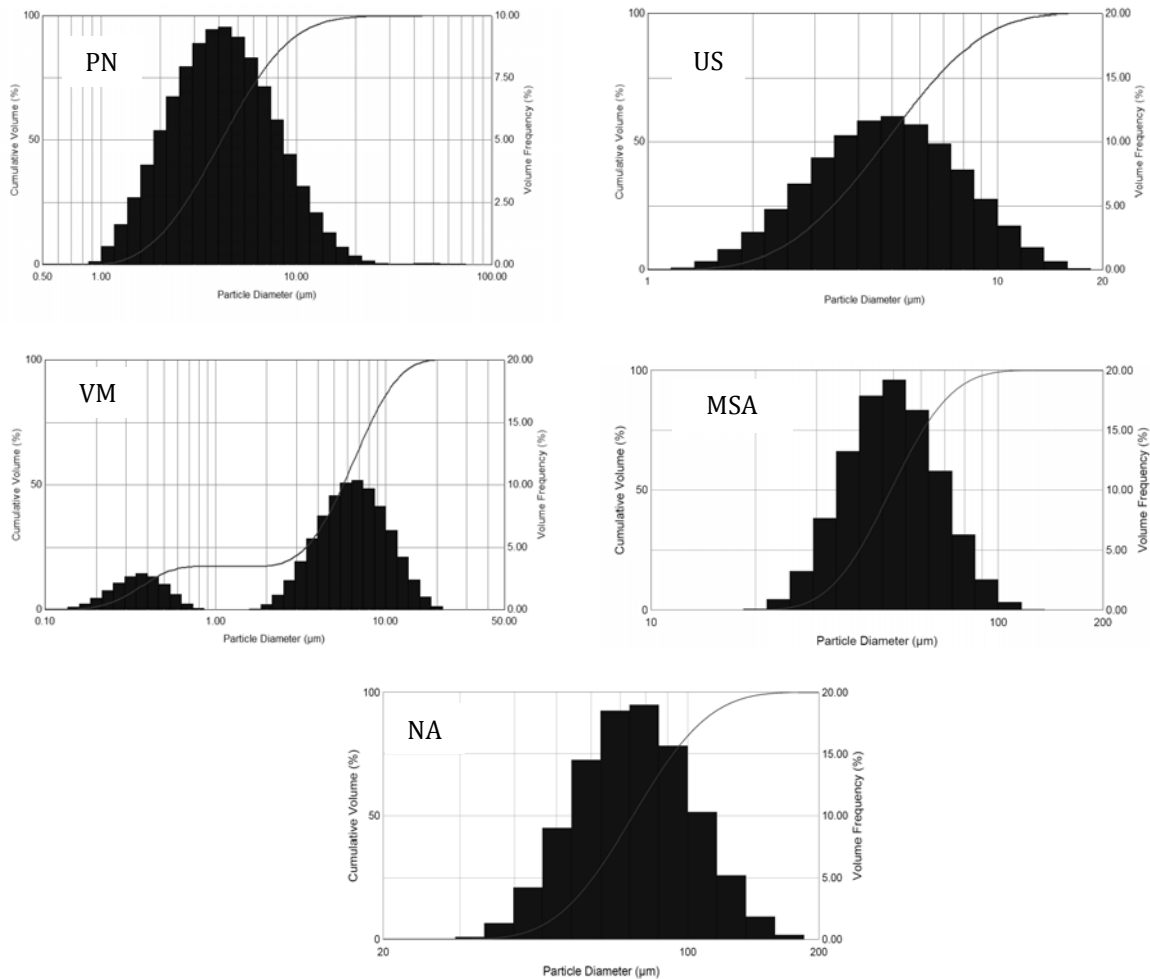 PN
100
50
0
Cumulative Volume (%)
10.00
7.50
5.00
2.50
0.00
Volume Frequency (%)
0.50 1.00 10.00 100.00
Particle Diameter (µm)
US
100
50
0
Cumulative Volume (%)
20.00
15.00
10.00
5.00
0.00
Volume Frequency (%)
1 10 20
Particle Diameter (µm)
VM
100
50
0
Cumulative Volume (%)
20.00
15.00
10.00
5.00
0.00
Volume Frequency (%)
0.10 1.00 10.00 50.00
Particle Diameter (µm)
MSA
100
50
0
Cumulative Volume (%)
20.00
15.00
10.00
5.00
0.00
Volume Frequency (%)
10 100 200
Particle Diameter (µm)
NA
100
50
0
Cumulative Volume (%)
20.00
15.00
10.00
5.00
0.00
Volume Frequency (%)
20 100 200
Particle Diameter (µm)